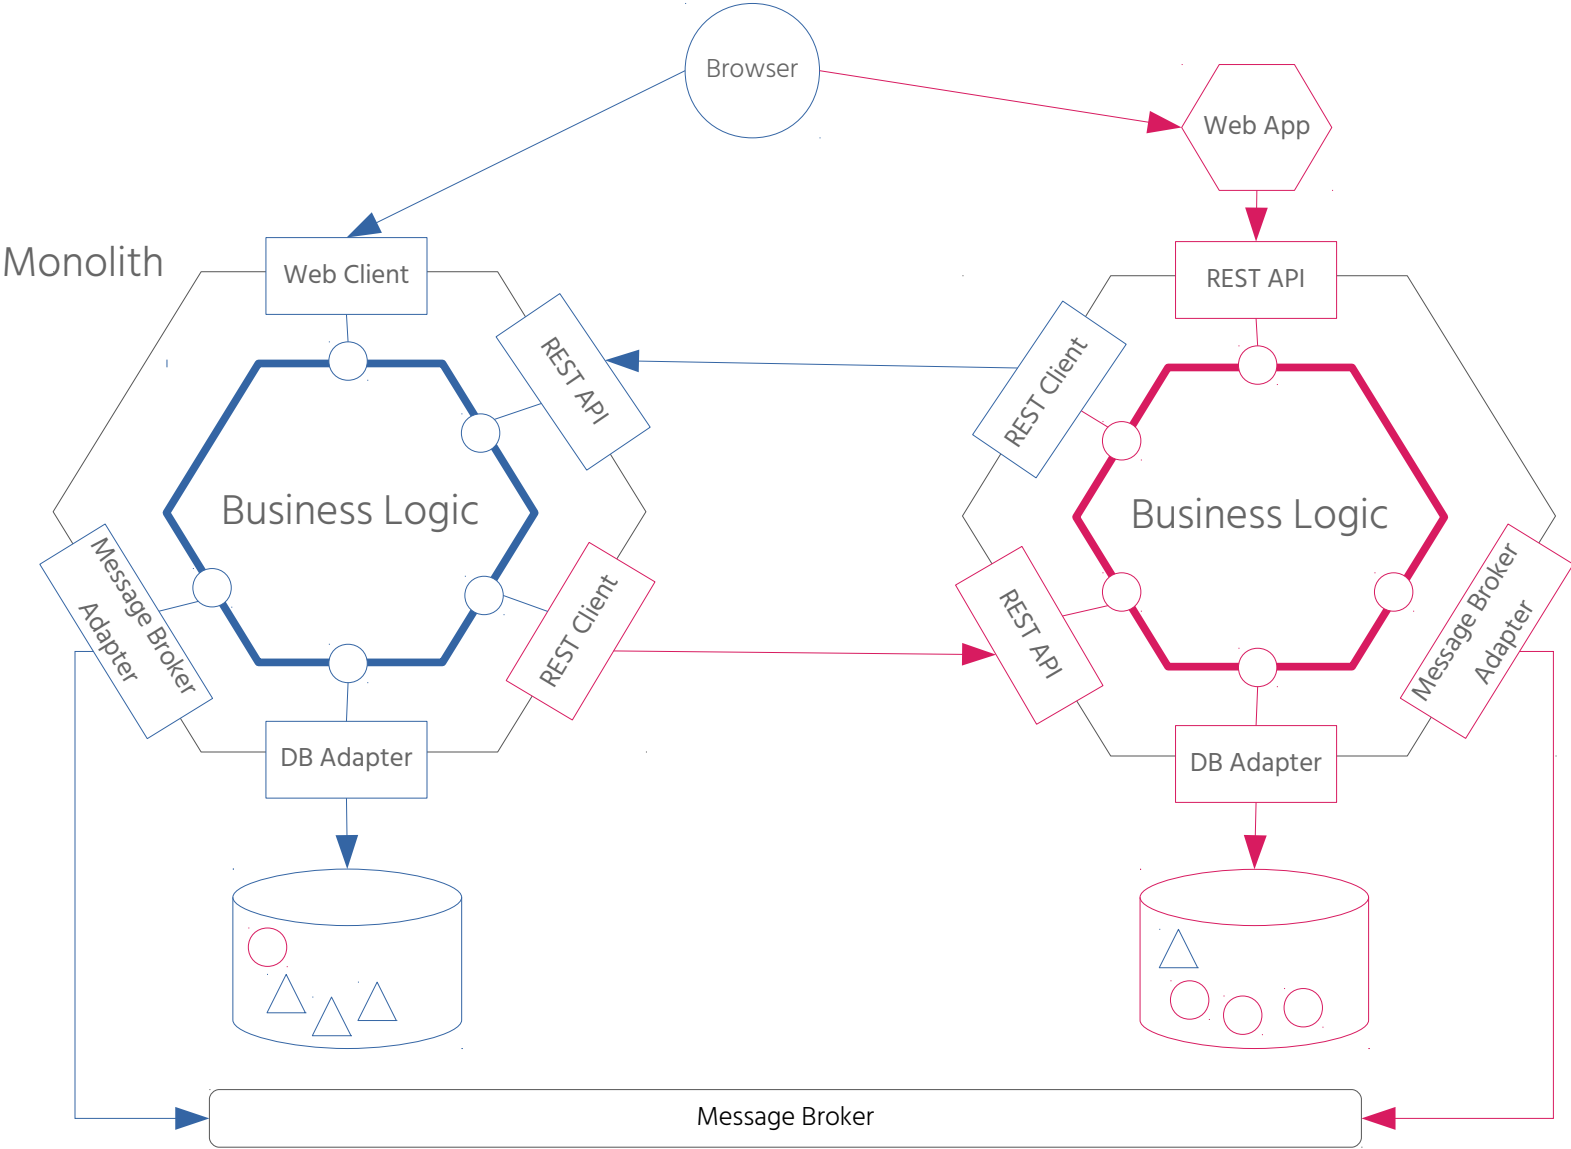 Browser
Web App
Monolith
Web Client
REST API
REST API
REST Client
Business Logic
Business Logic
Message Broker
Adapter
REST Client
REST API
Message Broker
Adapter
DB Adapter
DB Adapter
Message Broker